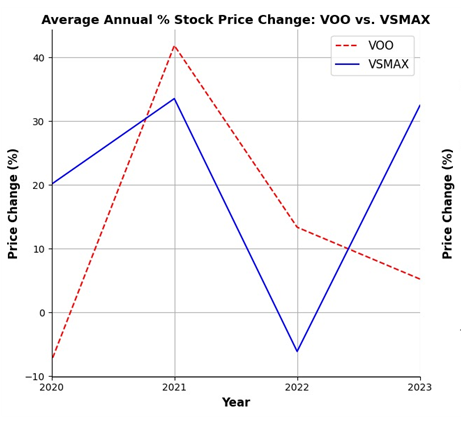 Average Annual % Stock Price Change: VOO vs. VSMAX
VOO
VSMAX
Price Change (%)
40
30
20
10
0
−10
2020
2021
2022
2023
Year
Price Change (%)